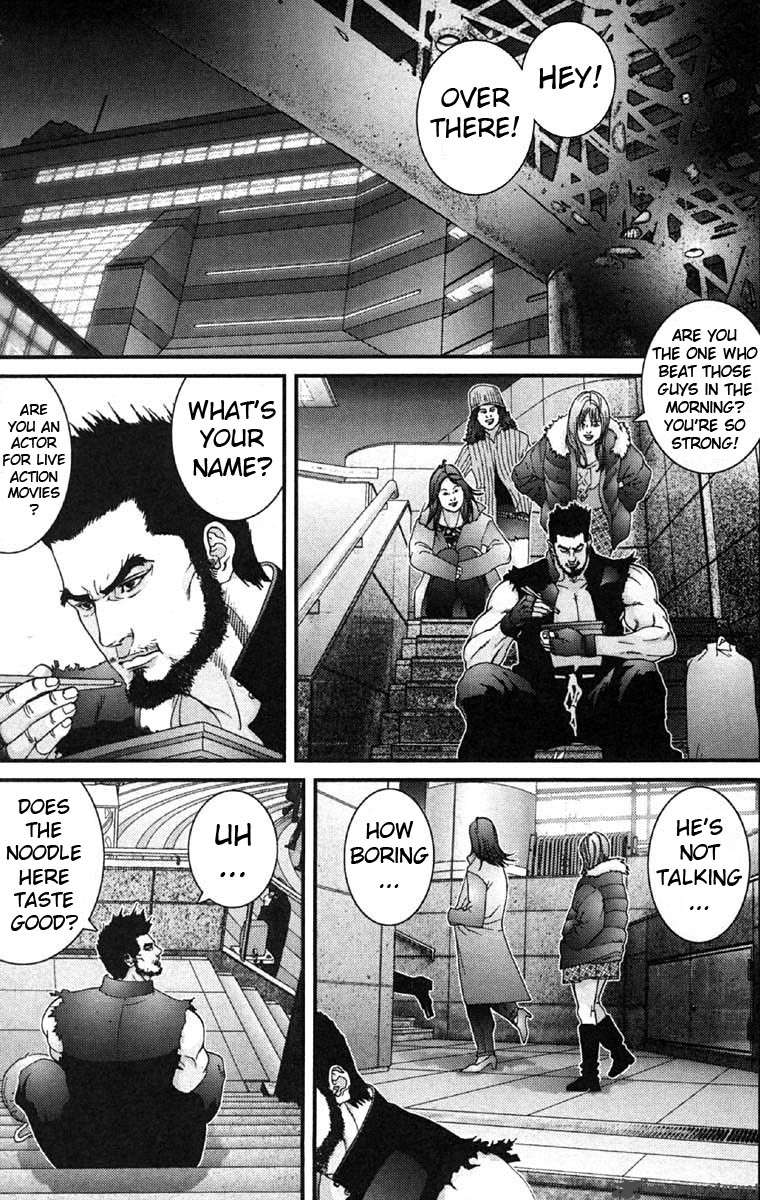 HEY!
OVER
THERE!
ARE YOU
THE ONE WHO
BEAT THOSE
GUYS IN THE
MORNING?
YOU'RE SO
STRONG!
WHAT'S
YOUR
NAME?
ARE
YOU AN
ACTOR
FOR LIVE
ACTION
MOVIES
?
HE'S
NOT
TALKING
...
HOW
BORING
...
UH
...
DOES
THE
NOODLE
HERE
TASTE
GOOD?